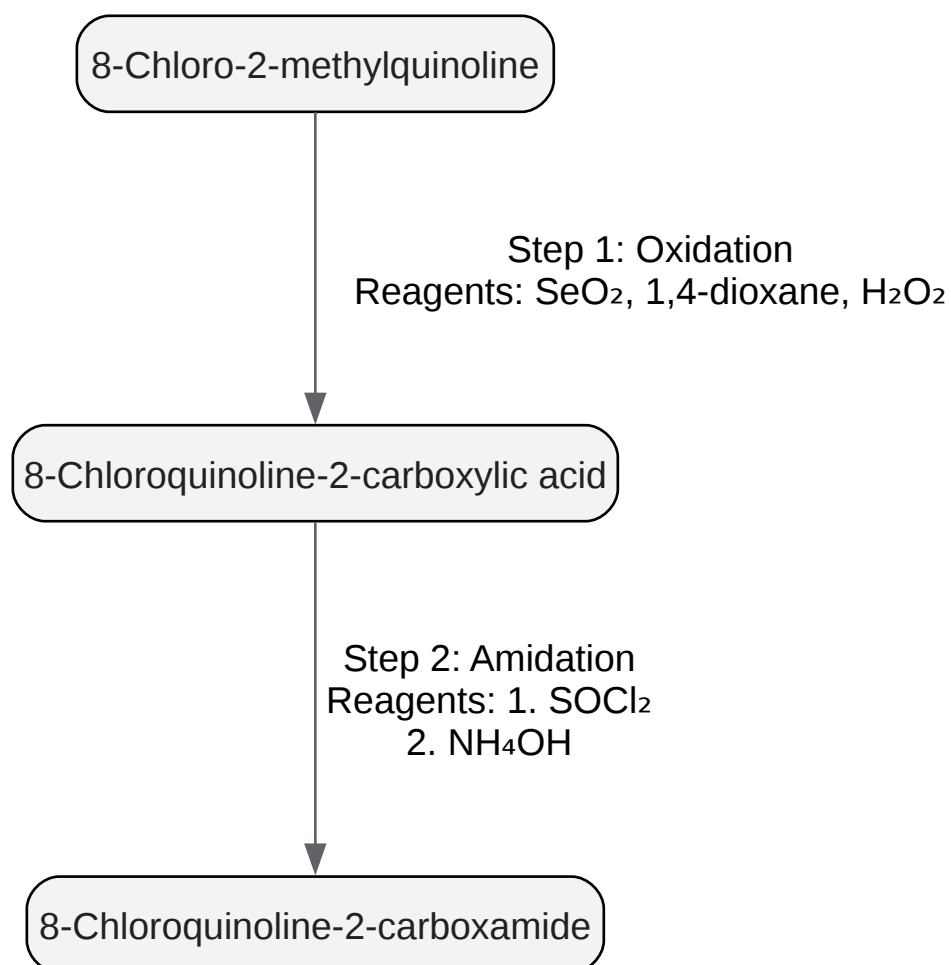 8-Chloro-2-methylquinoline
Step 1: Oxidation
Reagents: SeO₂, 1,4-dioxane, H₂O₂
8-Chloroquinoline-2-carboxylic acid
Step 2: Amidation
Reagents: 1. SOCl₂
2. NH₄OH
8-Chloroquinoline-2-carboxamide